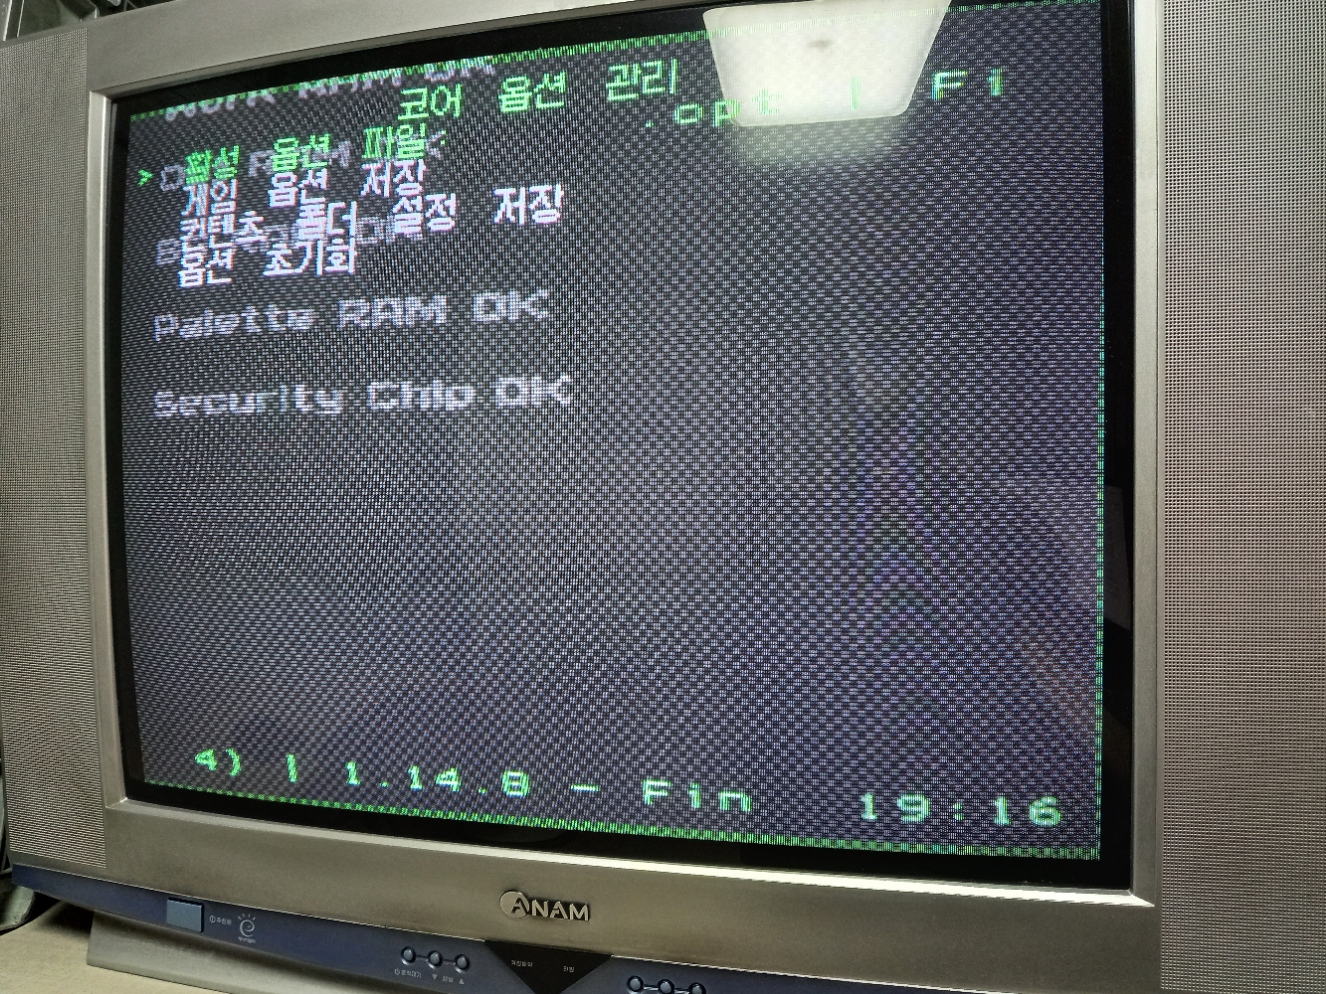 코어 옵션 관리
.opt | Fi
> 활성 옵션 파일:
게임 옵션 저장
컨텐츠 폴더 설정 저장
옵션 초기화
Palette RAM OK
Security Chip OK
4) | 1.14.8 - Fin 19:16
ANAM